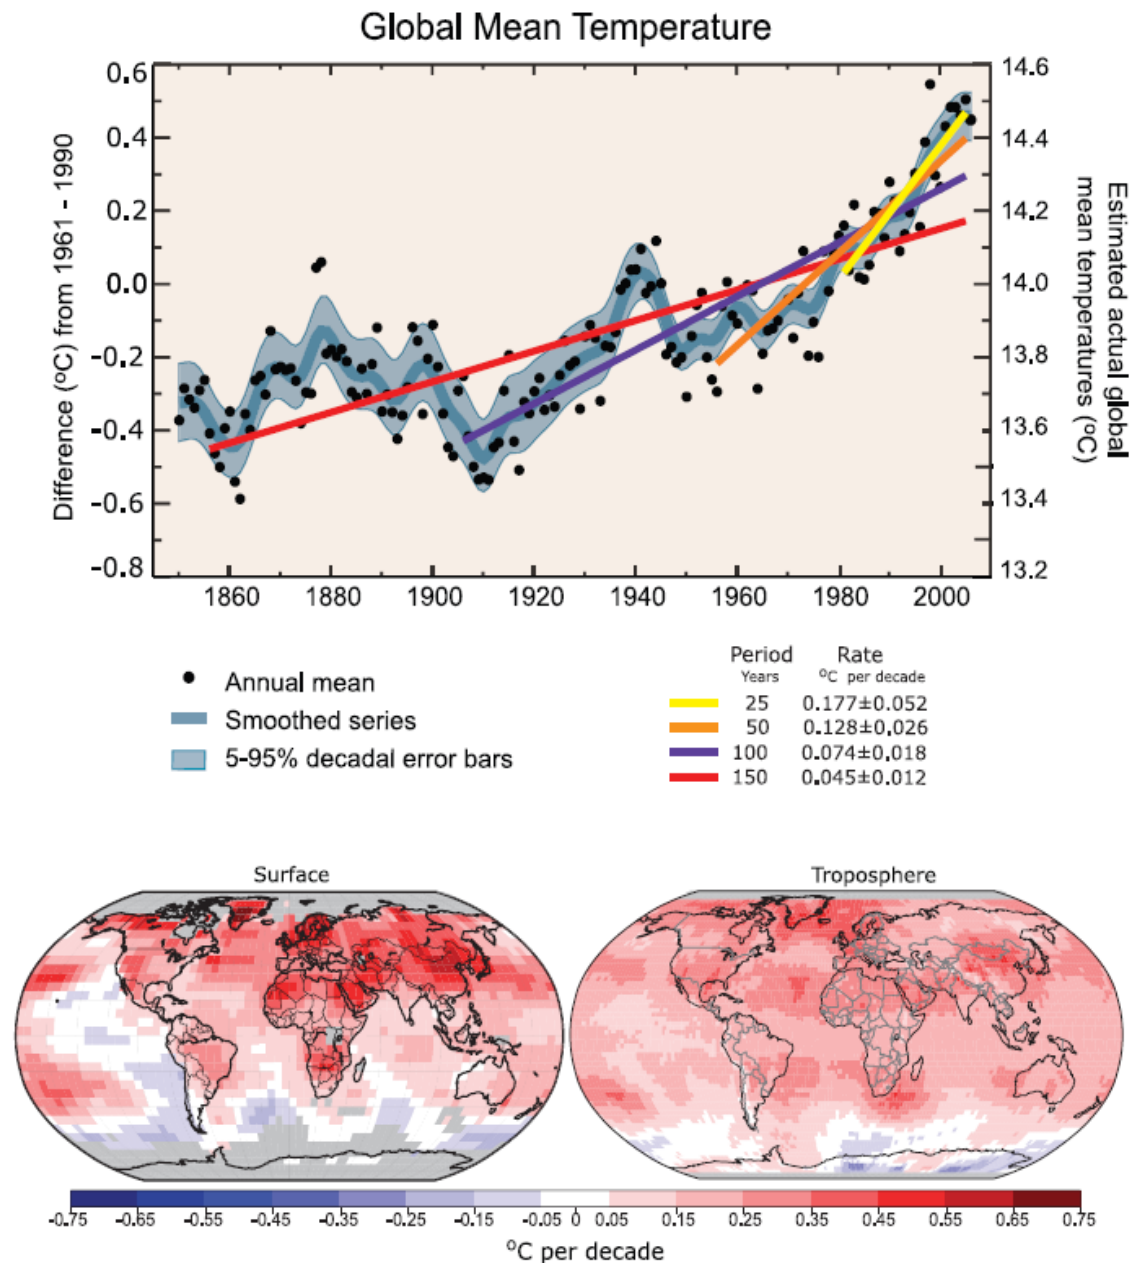 Global Mean Temperature
Difference (ºC) from 1961 - 1990
0.6
0.4
0.2
0.0
-0.2
-0.4
-0.6
-0.8
14.6
14.4
14.2
14.0
13.8
13.6
13.4
13.2
Estimated actual global
mean temperatures (ºC)
1860 1880 1900 1920 1940 1960 1980 2000
Annual mean
Smoothed series
5-95% decadal error bars
Period Rate
Years ºC per decade
25 0.177±0.052
50 0.128±0.026
100 0.074±0.018
150 0.045±0.012
Surface
Troposphere
-0.75 -0.65 -0.55 -0.45 -0.35 -0.25 -0.15 -0.05 0 0.05 0.15 0.25 0.35 0.45 0.55 0.65 0.75
ºC per decade